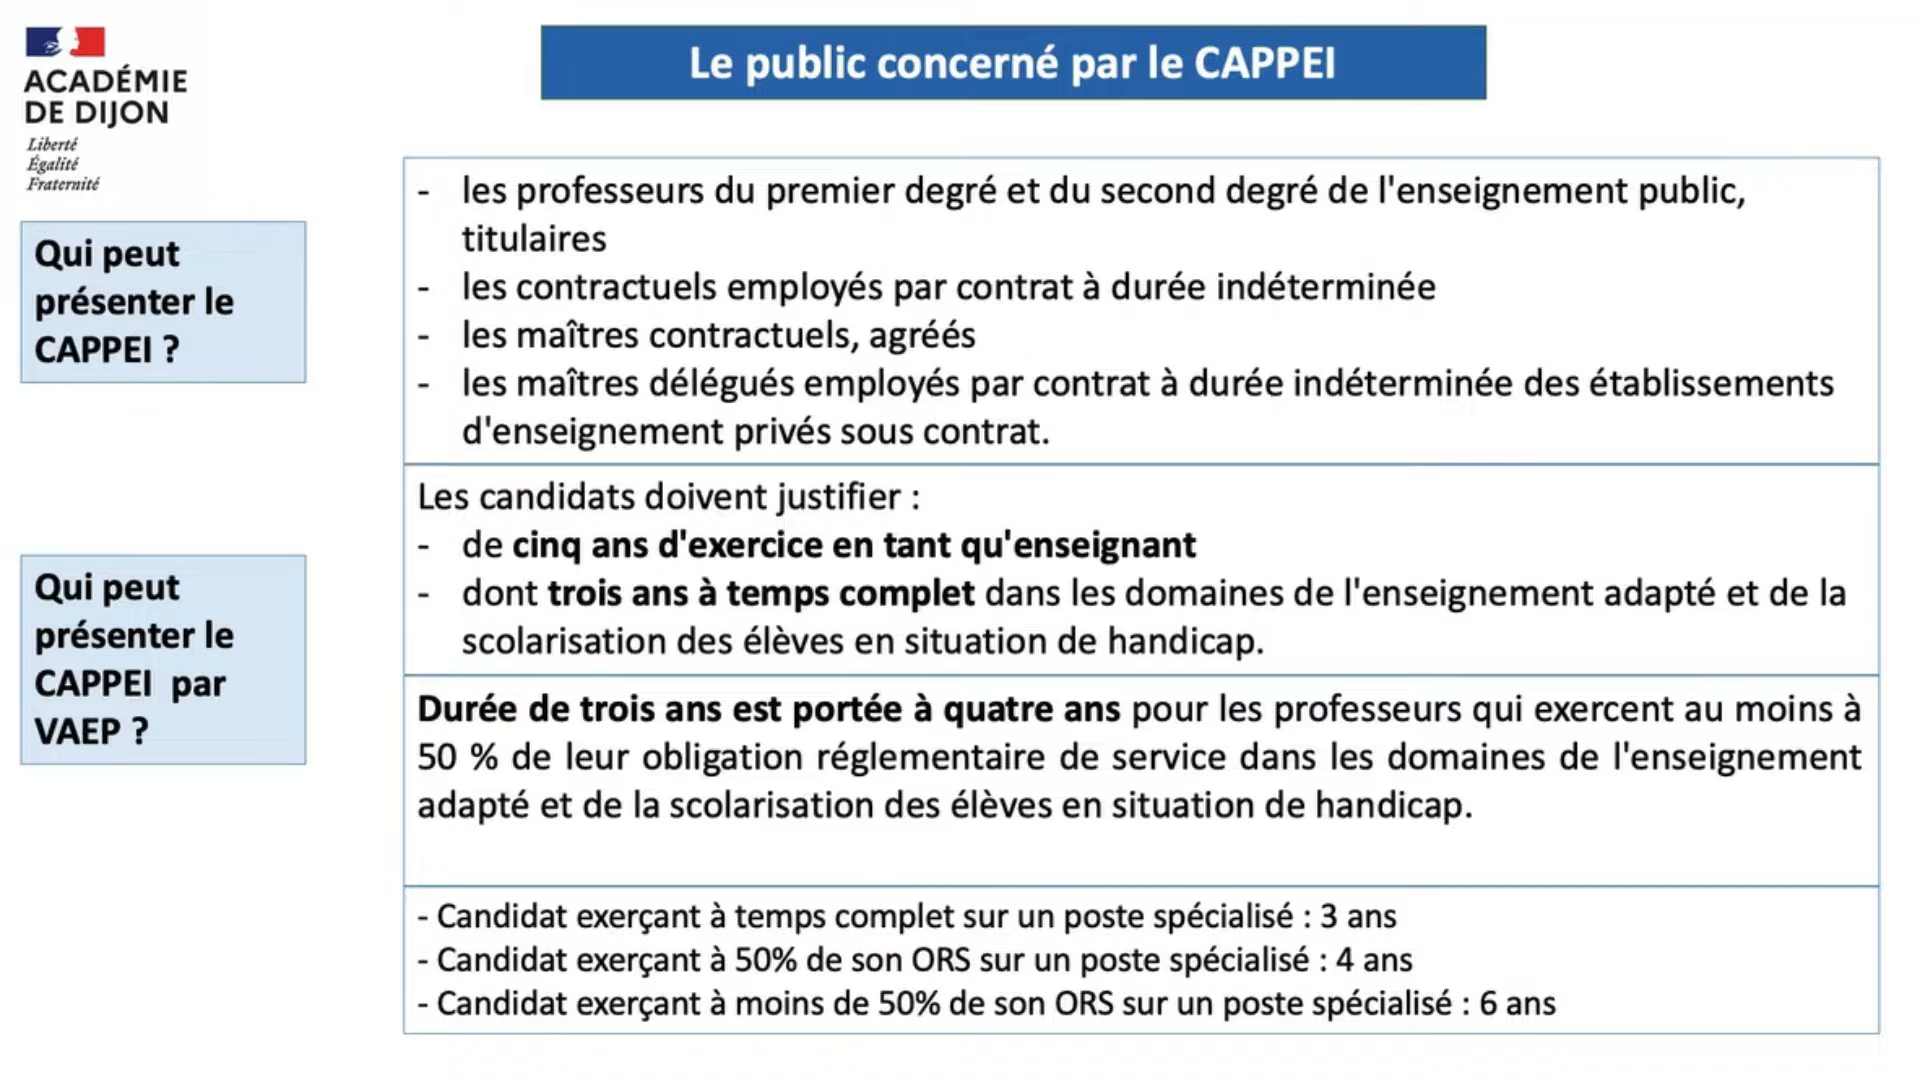 ACADÉMIE
DE DIJON
Liberté
Égalité
Fraternité
Le public concerné par le CAPPEI
Qui peut
présenter le
CAPPEI ?
- les professeurs du premier degré et du second degré de l'enseignement public,
titulaires
- les contractuels employés par contrat à durée indéterminée
- les maîtres contractuels, agréés
- les maîtres délégués employés par contrat à durée indéterminée des établissements
d'enseignement privés sous contrat.
Qui peut
présenter le
CAPPEI par
VAEP ?
Les candidats doivent justifier :
- de cinq ans d'exercice en tant qu'enseignant
- dont trois ans à temps complet dans les domaines de l'enseignement adapté et de la
scolarisation des élèves en situation de handicap.
Durée de trois ans est portée à quatre ans pour les professeurs qui exercent au moins à
50 % de leur obligation réglementaire de service dans les domaines de l'enseignement
adapté et de la scolarisation des élèves en situation de handicap.
- Candidat exerçant à temps complet sur un poste spécialisé : 3 ans
- Candidat exerçant à 50% de son ORS sur un poste spécialisé : 4 ans
- Candidat exerçant à moins de 50% de son ORS sur un poste spécialisé : 6 ans